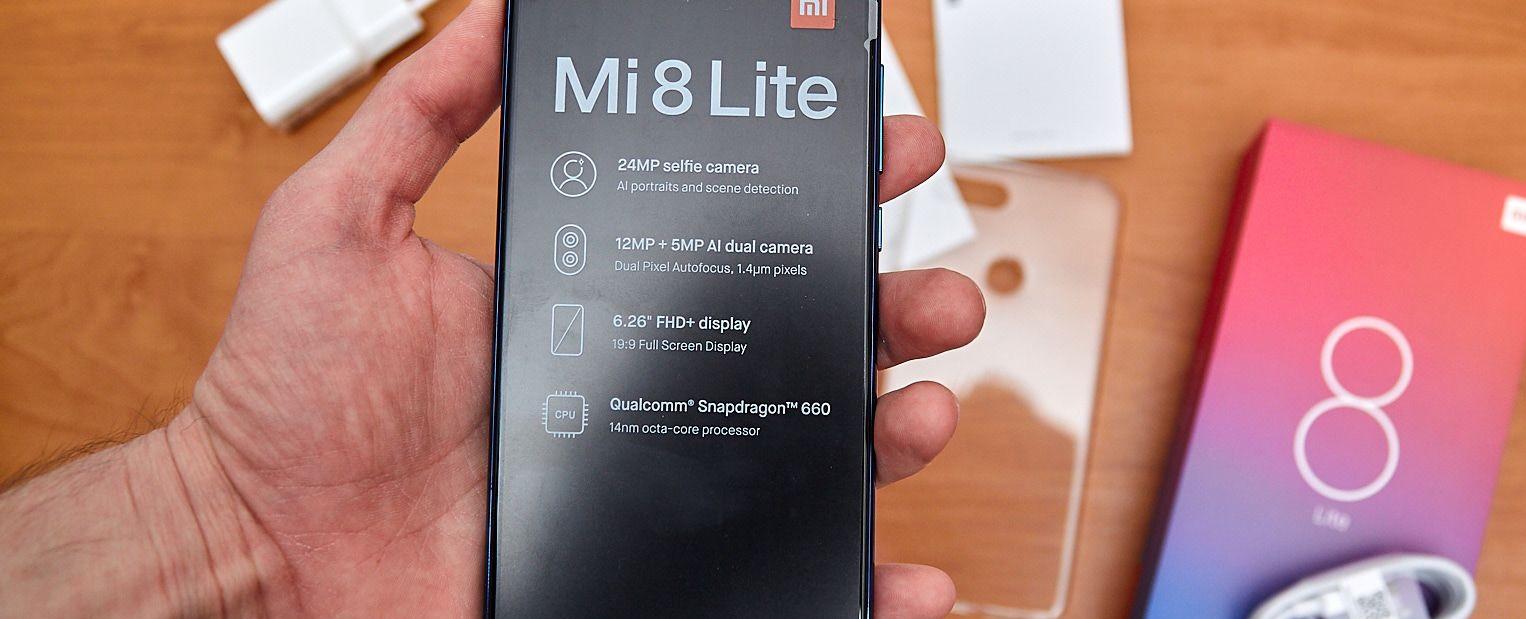 mi
Mi 8 Lite
24MP selfie camera
AI portraits and scene detection
12MP + 5MP AI dual camera
Dual Pixel Autofocus, 1.4μm pixels
6.26" FHD+ display
19:9 Full Screen Display
CPU
Qualcomm® Snapdragon™ 660
14nm octa-core processor
mi
8
Lite